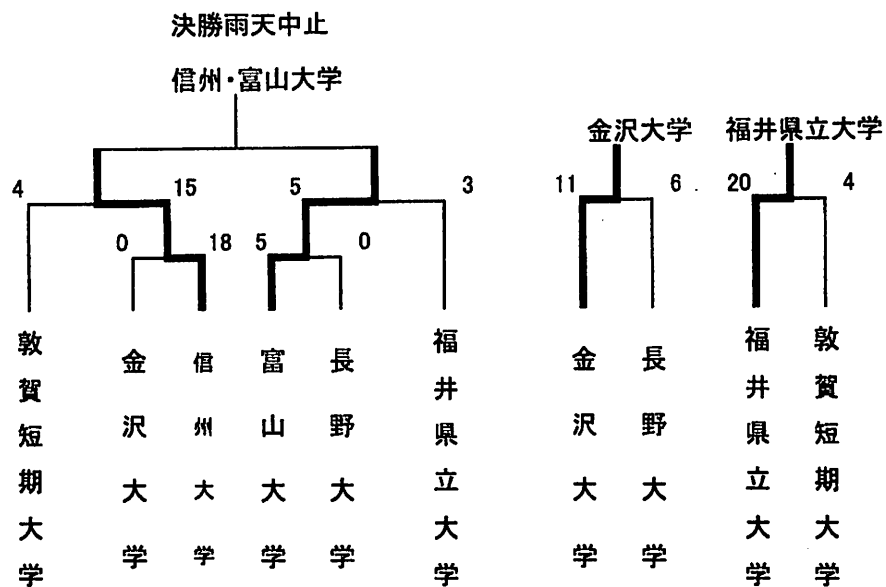 決勝雨天中止
信州・富山大学
金沢大学 福井県立大学
4 15 5 3 11 6 20 4
0 18 5 0
敦賀短期大学
金沢大学
信州大学
富山大学
長野大学
福井県立大学
金沢大学
長野大学
福井県立大学
敦賀短期大学